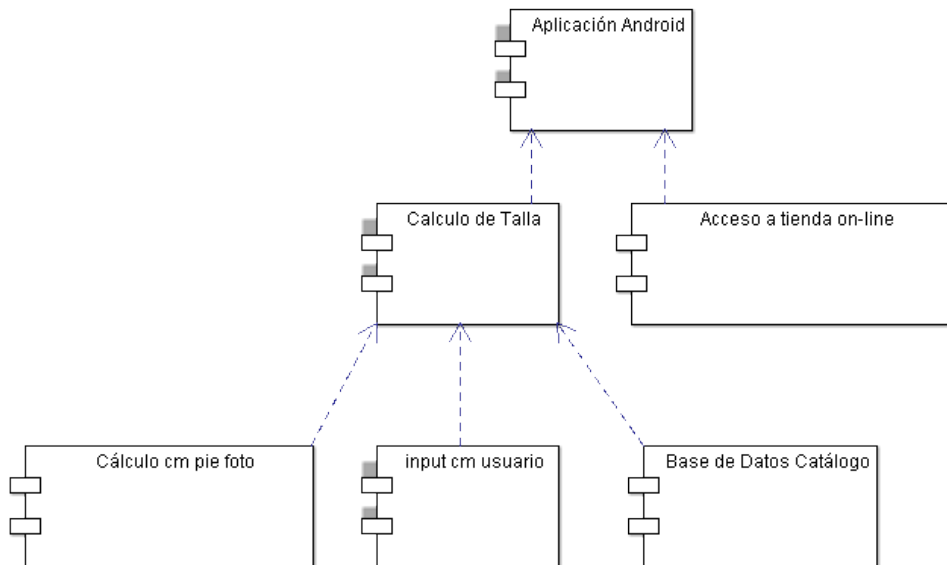 Aplicación Android
Calculo de Talla
Acceso a tienda on-line
Cálculo cm pie foto
input cm usuario
Base de Datos Catálogo